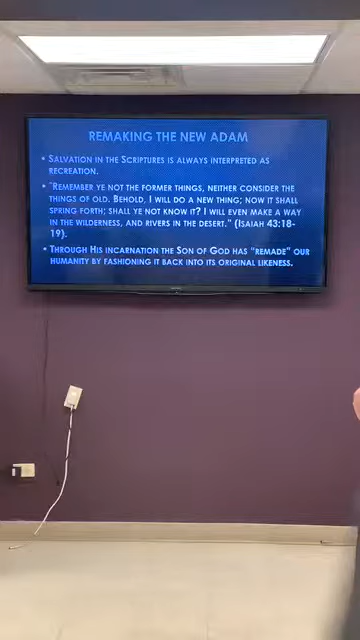 REMAKING THE NEW ADAM
• SALVATION IN THE SCRIPTURES IS ALWAYS INTERPRETED AS
RECREATION.
• "REMEMBER YE NOT THE FORMER THINGS, NEITHER CONSIDER THE
THINGS OF OLD. BEHOLD, I WILL DO A NEW THING; NOW IT SHALL
SPRING FORTH; SHALL YE NOT KNOW IT? I WILL EVEN MAKE A WAY
IN THE WILDERNESS, AND RIVERS IN THE DESERT." (ISAIAH 43:18-
19).
• THROUGH HIS INCARNATION THE SON OF GOD HAS "REMADE" OUR
HUMANITY BY FASHIONING IT BACK INTO ITS ORIGINAL LIKENESS.